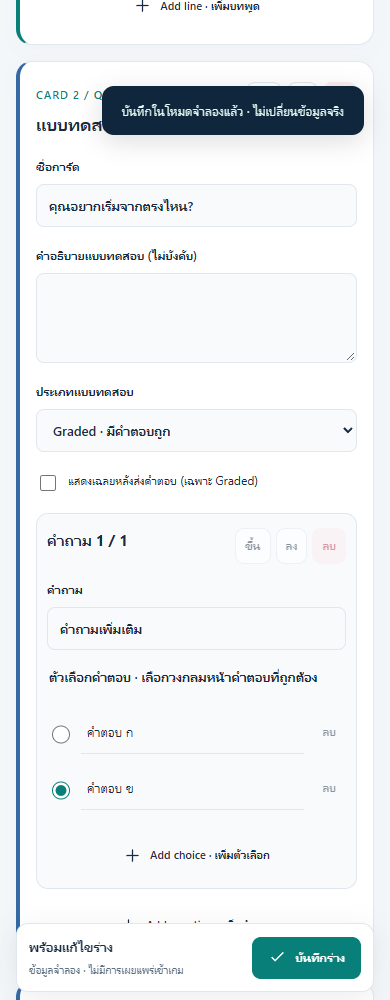 Add line · เพิ่มบทพูด
CARD 2 / Q
บันทึกในโหมดจำลองแล้ว · ไม่เปลี่ยนข้อมูลจริง
แบบทดส
ชื่อการ์ด
คุณอยากเริ่มจากตรงไหน?
คำอธิบายแบบทดสอบ (ไม่บังคับ)
ประเภทแบบทดสอบ
Graded · มีคำตอบถูก
แสดงเฉลยหลังส่งคำตอบ (เฉพาะ Graded)
คำถาม 1 / 1
ขึ้น ลง ลบ
คำถาม
คำถามเพิ่มเติม
ตัวเลือกคำตอบ · เลือกวงกลมหน้าคำตอบที่ถูกต้อง
คำตอบ ก ลบ
คำตอบ ข ลบ
Add choice · เพิ่มตัวเลือก
พร้อมแก้ไขร่าง
ข้อมูลจำลอง · ไม่มีการเผยแพร่เข้าเกม
บันทึกร่าง